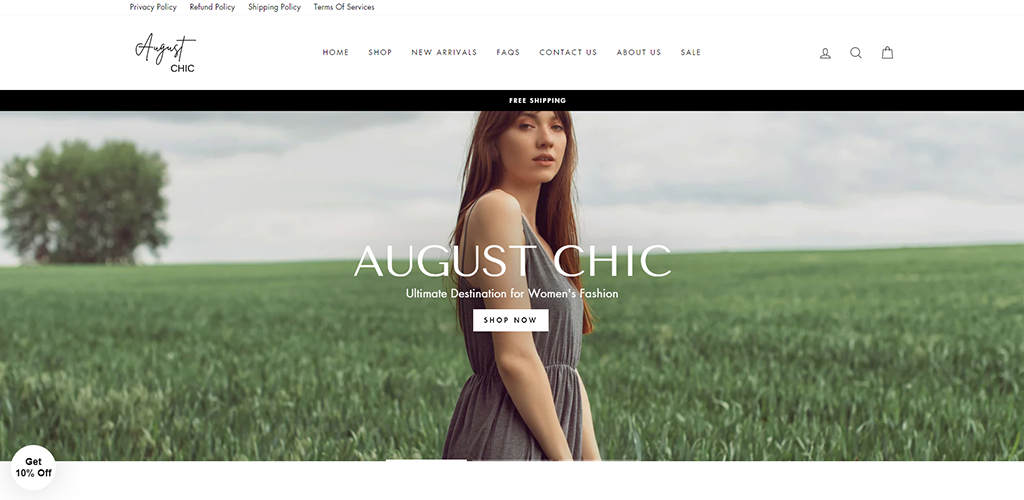 Privacy Policy Refund Policy Shipping Policy Terms Of Services
August
CHIC
HOME SHOP NEW ARRIVALS FAQS CONTACT US ABOUT US SALE
FREE SHIPPING
AUGUST CHIC
Ultimate Destination for Women's Fashion
SHOP NOW
Get
10% Off